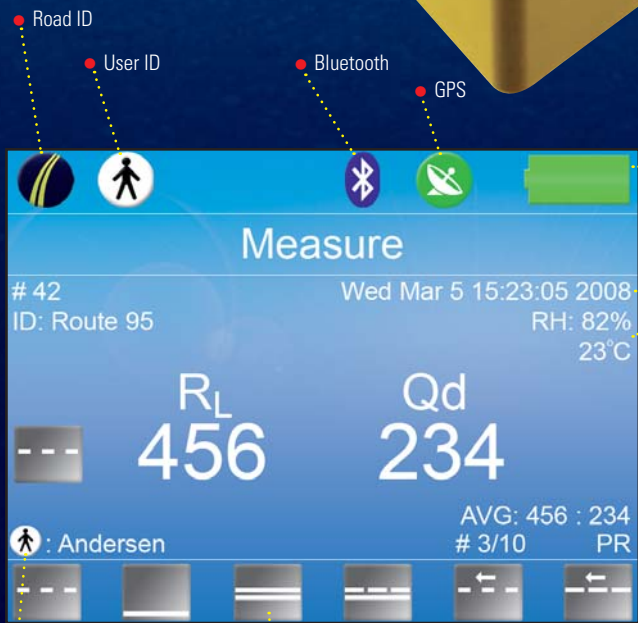 Road ID
User ID
Bluetooth
GPS
Measure
# 42
Wed Mar 5 15:23:05 2008
ID: Route 95
RH: 82%
23°C
RL
Qd
456
234
AVG: 456 : 234
: Andersen
# 3/10
PR